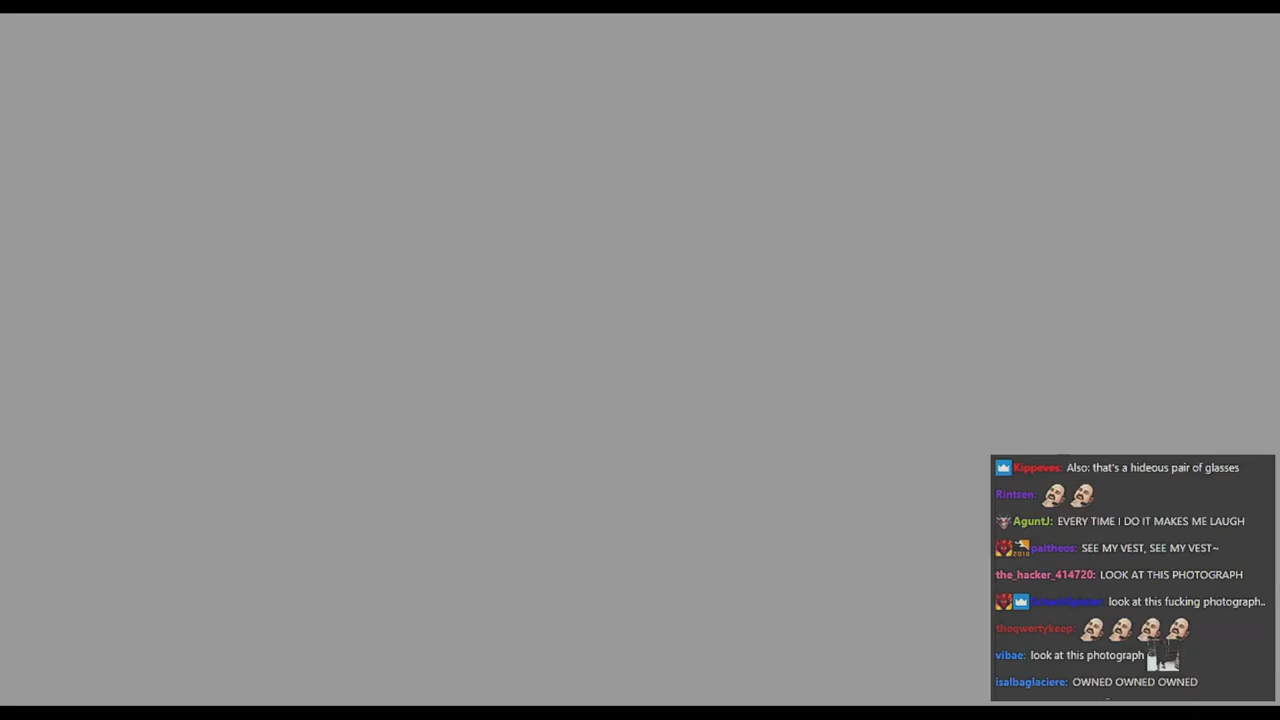 Kippeves: Also: that's a hideous pair of glasses
Rintsen:
AguntJ: EVERY TIME I DO IT MAKES ME LAUGH
2018 paitheos: SEE MY VEST, SEE MY VEST~
the_hacker_414720: LOOK AT THIS PHOTOGRAPH
look at this fucking photograph..
theqwertykeep:
vibae: look at this photograph
isalbaglaciere: OWNED OWNED OWNED